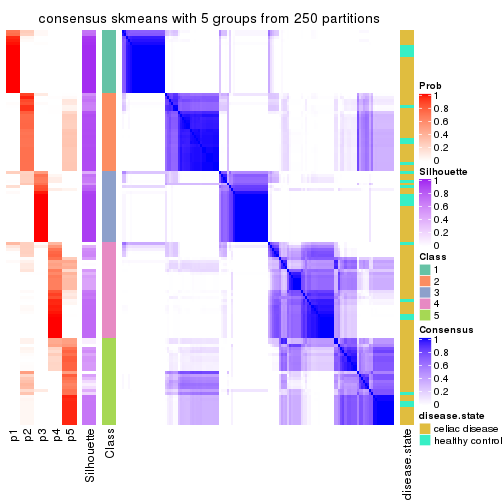 consensus skmeans with 5 groups from 250 partitions
Prob
1
0.8
0.6
0.4
0.2
0
Silhouette
1
0.8
0.6
0.4
0.2
0
Class
1
2
3
4
5
Consensus
1
0.8
0.6
0.4
0.2
0
disease.state
celiac disease
healthy control
p1
p2
p3
p4
p5
Silhouette
Class
disease.state